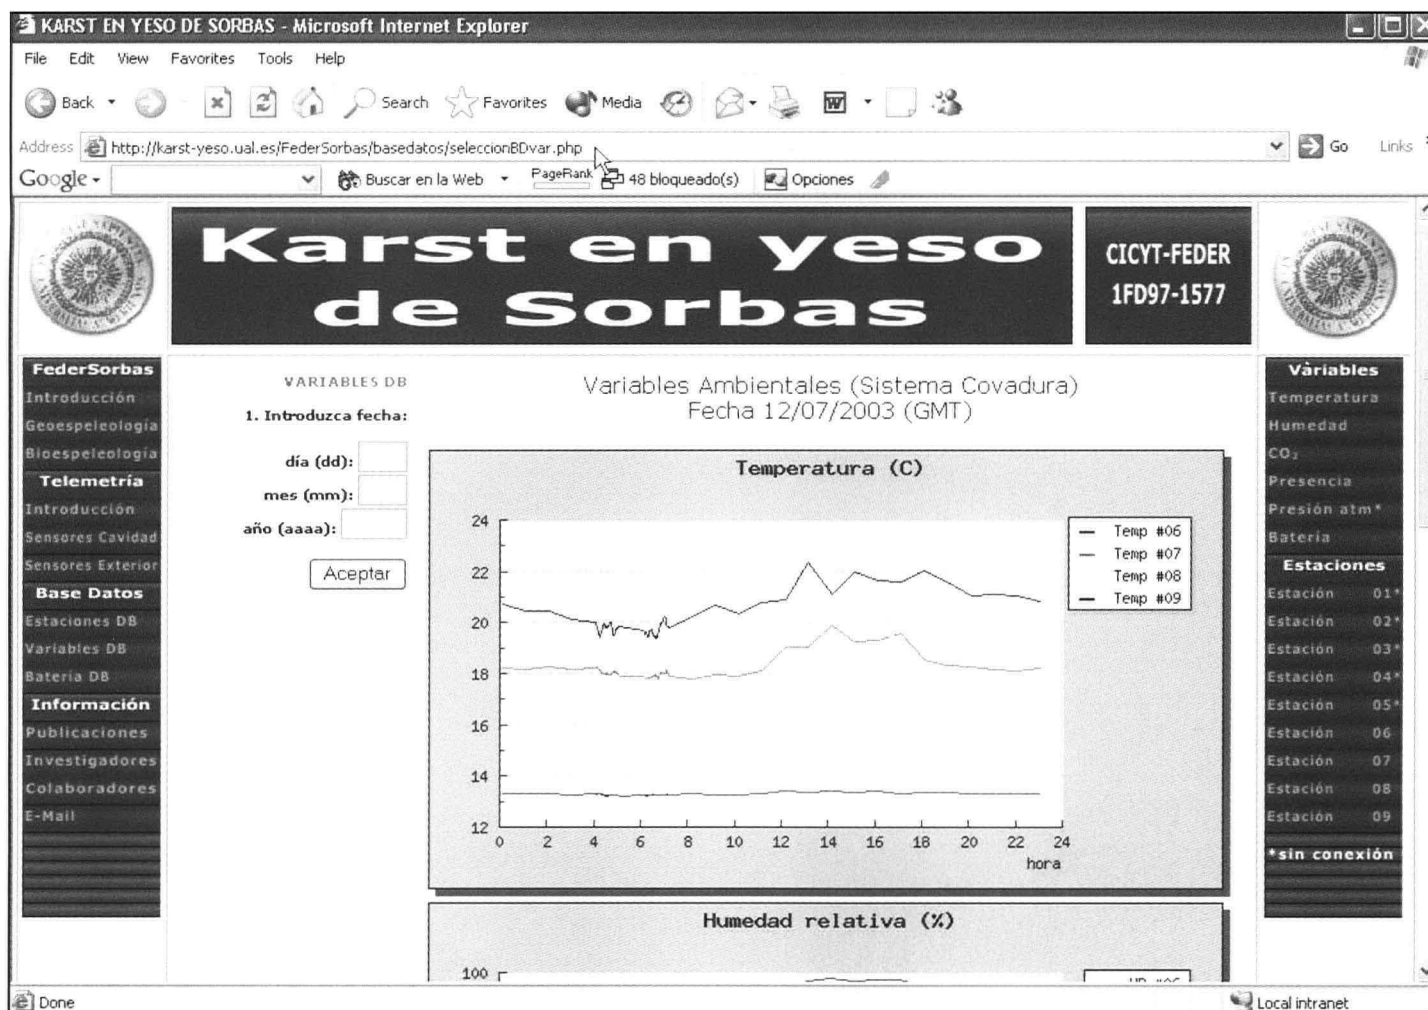 KARST EN YESO DE SORBAS - Microsoft Internet Explorer
File Edit View Favorites Tools Help
Back Search Favorites Media
Address http://karst-yeso.ual.es/FederSorbas/basedatos/seleccionBDvar.php Go Links
Google Buscar en la Web PageRank 48 bloqueado(s) Opciones
Karst en yeso
de Sorbas
CICYT-FEDER
1FD97-1577
FederSorbas
Introducción
Geoespeleología
Bioespeleología
Telemetría
Introducción
Sensores Cavidad
Sensores Exterior
Base Datos
Estaciones DB
Variables DB
Batería DB
Información
Publicaciones
Investigadores
Colaboradores
E-Mail
VARIABLES DB
1. Introduzca fecha:
día (dd):
mes (mm):
año (aaaa):
Aceptar
Variables Ambientales (Sistema Covadura)
Fecha 12/07/2003 (GMT)
Temperatura (C)
24
22
20
18
16
14
12
0 2 4 6 8 10 12 14 16 18 20 22 24
hora
Temp #06
Temp #07
Temp #08
Temp #09
Humedad relativa (%)
100
Variables
Temperatura
Humedad
CO₂
Presencia
Presión atm*
Batería
Estaciones
Estación 01*
Estación 02*
Estación 03*
Estación 04*
Estación 05*
Estación 06
Estación 07
Estación 08
Estación 09
*sin conexión
Done Local intranet